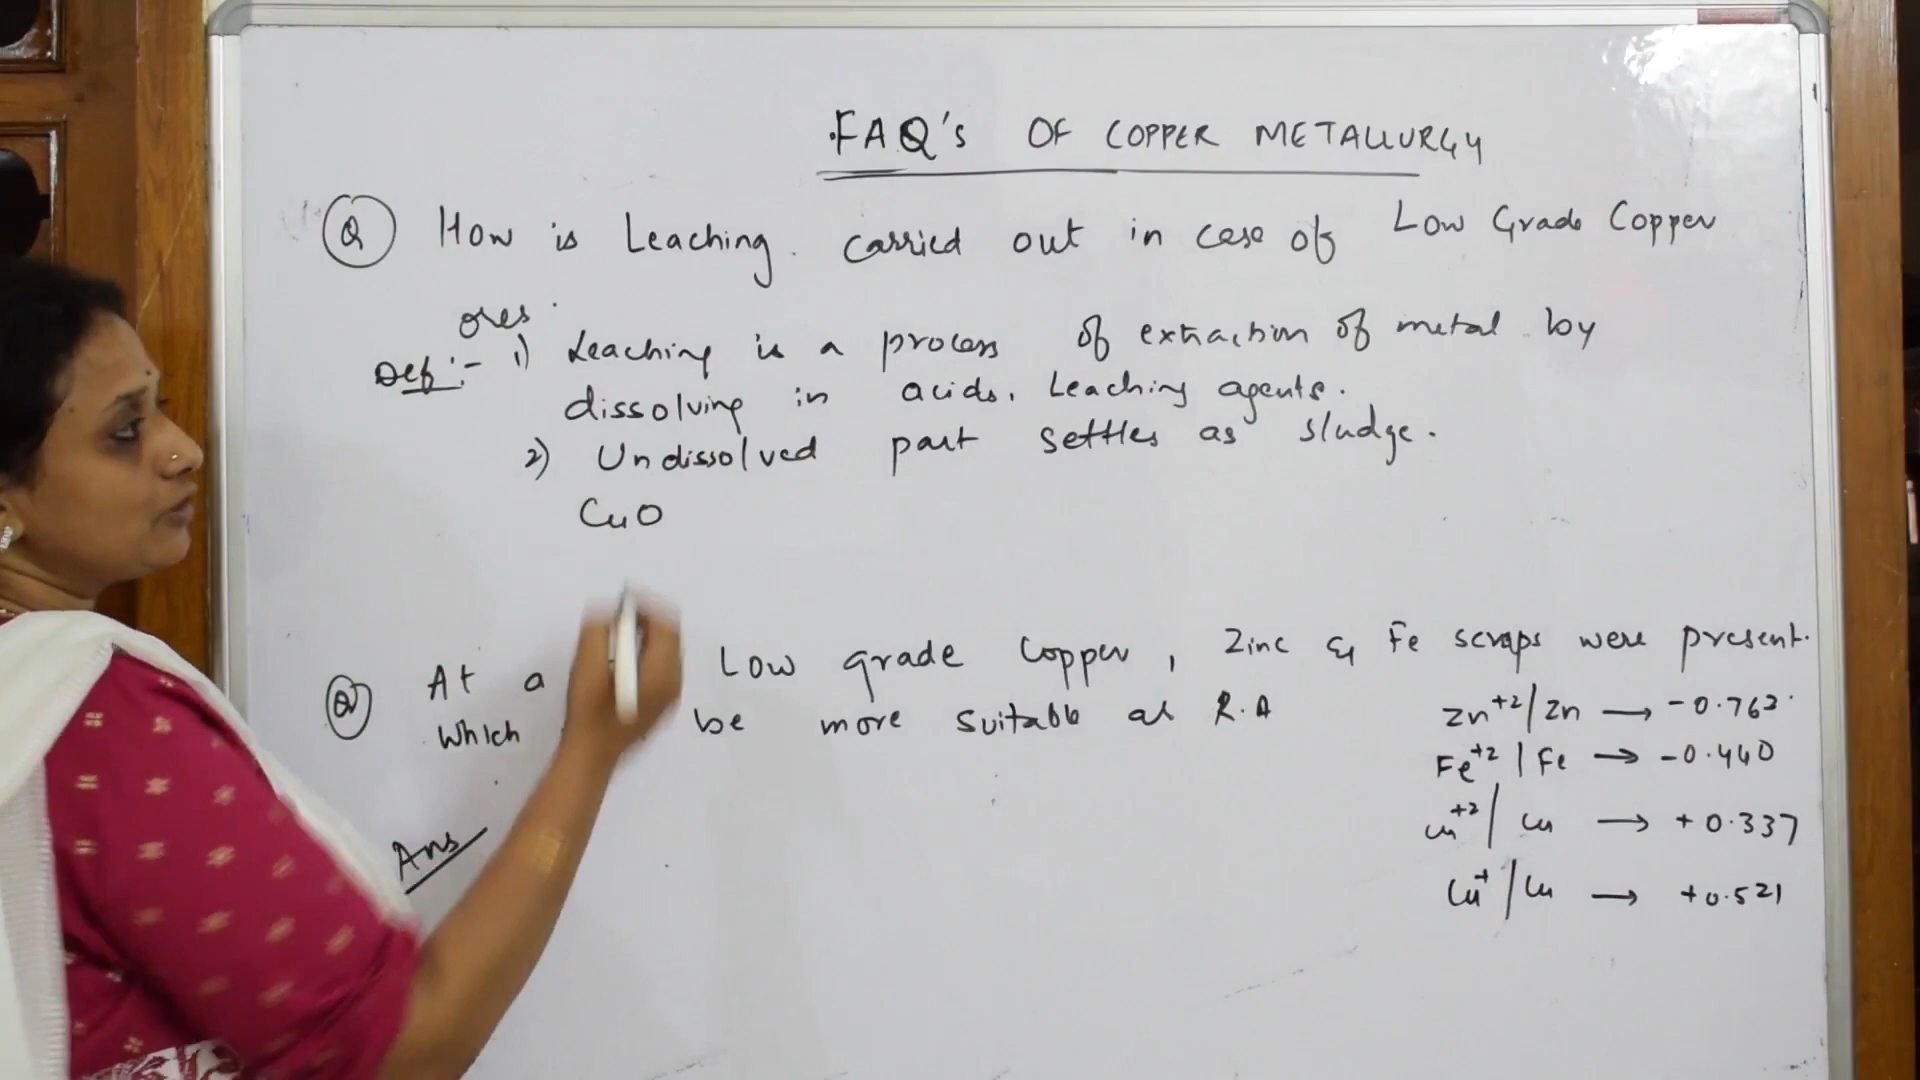 FAQ's OF COPPER METALLURGY
Q How is Leaching. carried out in case of Low Grade Copper
ores.
Def:- 1) Leaching is a process of extraction of metal by
dissolving in acids. Leaching agents.
2) Undissolved part settles as sludge.
CuO
Q At a Low grade Copper, Zinc & Fe scraps were present.
Which be more suitable as R.A
Zn+2/Zn → -0.762
Fe+2 | Fe → -0.440
Cu+2/ Cu → +0.337
Cu+/Cu → +0.521
Ans